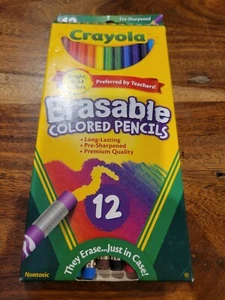 12
Pre-Sharpened
Crayola
Preferred by Teachers!
Erasable
COLORED PENCILS
• Long-Lasting
• Pre-Sharpened
• Premium Quality
12
They Erase...Just in Case!
Nontoxic